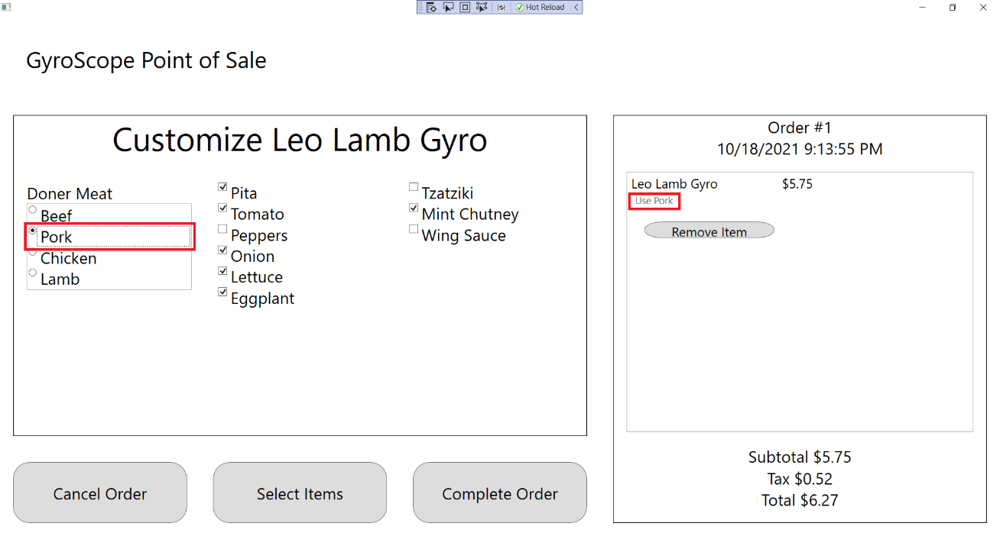 Hot Reload
GyroScope Point of Sale
Customize Leo Lamb Gyro
Doner Meat
Beef
Pork
Chicken
Lamb
Pita
Tomato
Peppers
Onion
Lettuce
Eggplant
Tzatziki
Mint Chutney
Wing Sauce
Cancel Order
Select Items
Complete Order
Order #1
10/18/2021 9:13:55 PM
Leo Lamb Gyro $5.75
Use Pork
Remove Item
Subtotal $5.75
Tax $0.52
Total $6.27